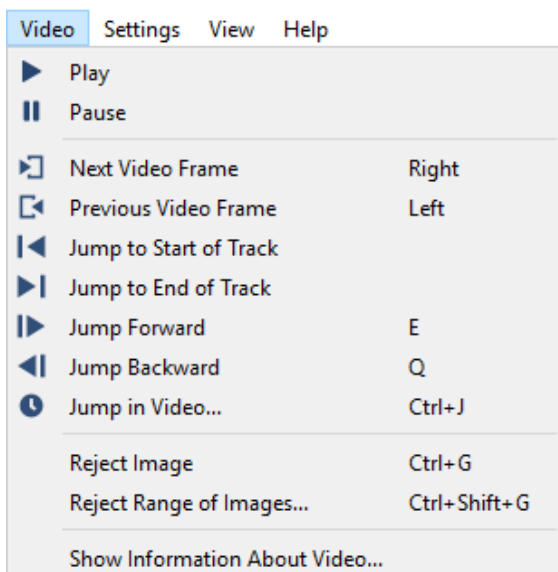 Video Settings View Help
Play
Pause
Next Video Frame Right
Previous Video Frame Left
Jump to Start of Track
Jump to End of Track
Jump Forward E
Jump Backward Q
Jump in Video... Ctrl+J
Reject Image Ctrl+G
Reject Range of Images... Ctrl+Shift+G
Show Information About Video...